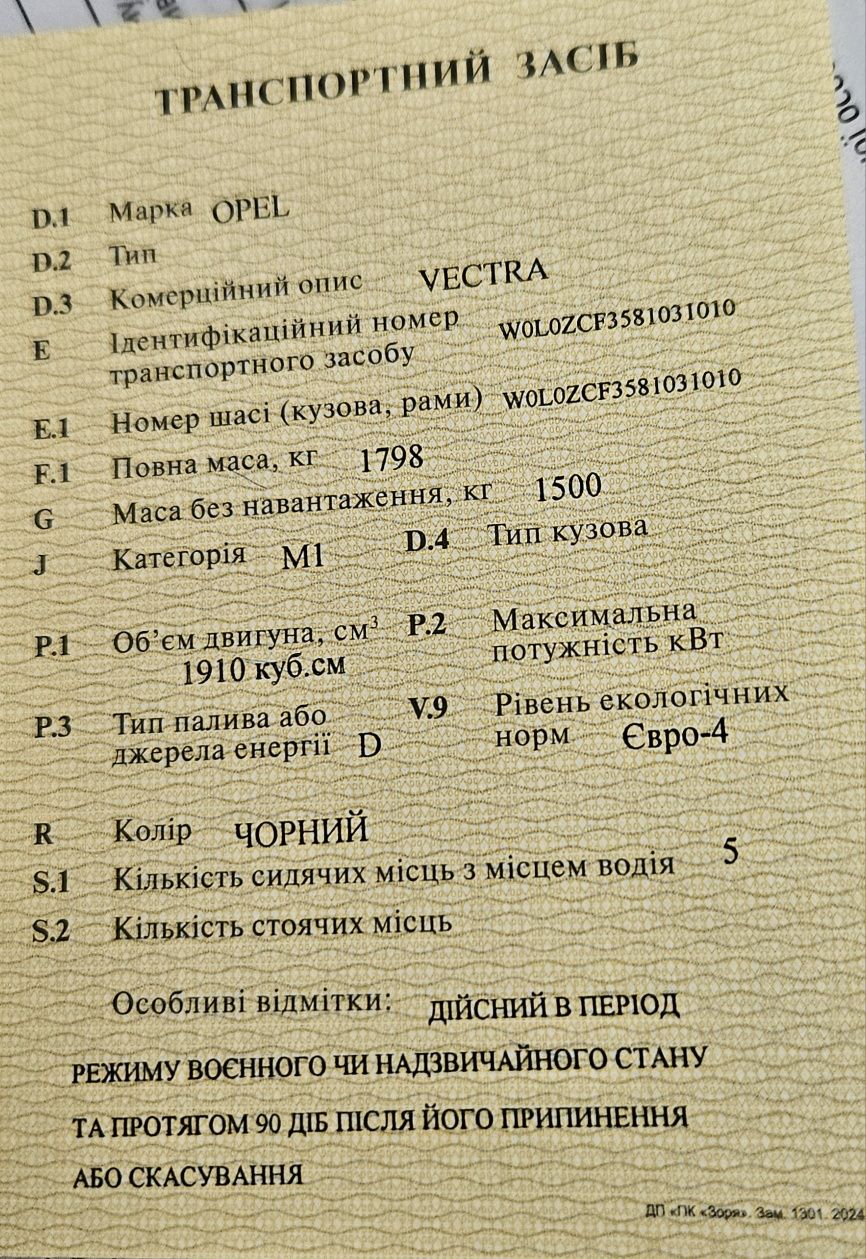 ТРАНСПОРТНИЙ ЗАСІБ
D.1 Марка OPEL
D.2 Тип
D.3 Комерційний опис VECTRA
E Ідентифікаційний номер
транспортного засобу W0L0ZCF3581031010
E.1 Номер шасі (кузова, рами) W0L0ZCF3581031010
F.1 Повна маса, кг 1798
G Маса без навантаження, кг 1500
J Категорія M1 D.4 Тип кузова
P.1 Об’єм двигуна, см³ P.2 Максимальна
1910 куб.см потужність кВт
P.3 Тип палива або V.9 Рівень екологічних
джерела енергії D норм Євро-4
R Колір ЧОРНИЙ
S.1 Кількість сидячих місць з місцем водія 5
S.2 Кількість стоячих місць
Особливі відмітки: ДІЙСНИЙ В ПЕРІОД
РЕЖИМУ ВОЄННОГО ЧИ НАДЗВИЧАЙНОГО СТАНУ
ТА ПРОТЯГОМ 90 ДІБ ПІСЛЯ ЙОГО ПРИПИНЕННЯ
АБО СКАСУВАННЯ
ДП «ПК «Зоря». Зам. 1301. 2024